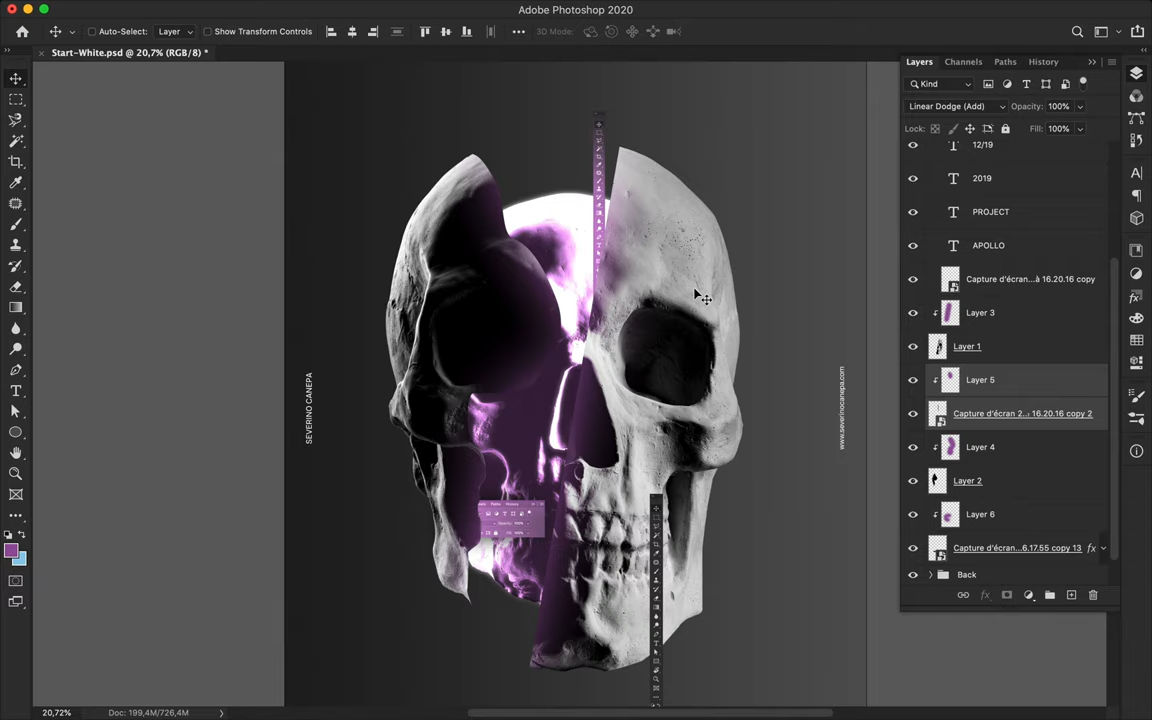 Adobe Photoshop 2020
Auto-Select:
Layer
Show Transform Controls
3D Mode:
Start-White.psd @ 20,7% (RGB/8) *
Layers
Channels
Paths
History
Kind
Linear Dodge (Add)
Opacity: 100%
Lock:
Fill: 100%
12/19
2019
PROJECT
APOLLO
Capture d'écran...à 16.20.16 copy
Layer 3
Layer 1
Layer 5
Capture d'écran 2...: 16.20.16 copy 2
Layer 4
Layer 2
Layer 6
Capture d'écran...6.17.55 copy 13
fx
Back
SEVERINO CANEPA
www.severinocanepa.com
20,72%
Doc: 199,4M/726,4M